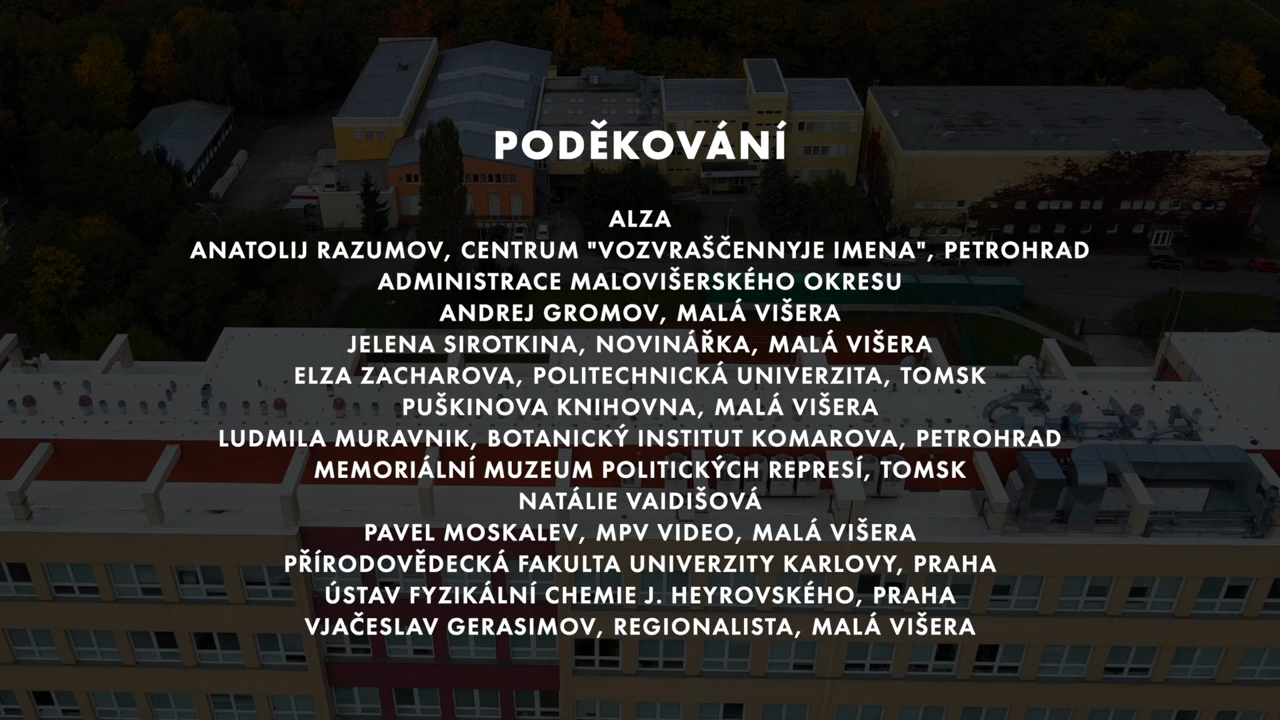 PODĚKOVÁNÍ
ALZA
ANATOLIJ RAZUMOV, CENTRUM "VOZVRAŠČENNYJE IMENA", PETROHRAD
ADMINISTRACE MALOVIŠERSKÉHO OKRESU
ANDREJ GROMOV, MALÁ VIŠERA
JELENA SIROTKINA, NOVINÁŘKA, MALÁ VIŠERA
ELZA ZACHAROVA, POLITECHNICKÁ UNIVERZITA, TOMSK
PUŠKINOVA KNIHOVNA, MALÁ VIŠERA
LUDMILA MURAVNIK, BOTANICKÝ INSTITUT KOMAROVA, PETROHRAD
MEMORIÁLNÍ MUZEUM POLITICKÝCH REPRESÍ, TOMSK
NATÁLIE VAIDIŠOVÁ
PAVEL MOSKALEV, MPV VIDEO, MALÁ VIŠERA
PŘÍRODOVĚDECKÁ FAKULTA UNIVERZITY KARLOVY, PRAHA
ÚSTAV FYZIKÁLNÍ CHEMIE J. HEYROVSKÉHO, PRAHA
VJAČESLAV GERASIMOV, REGIONALISTA, MALÁ VIŠERA